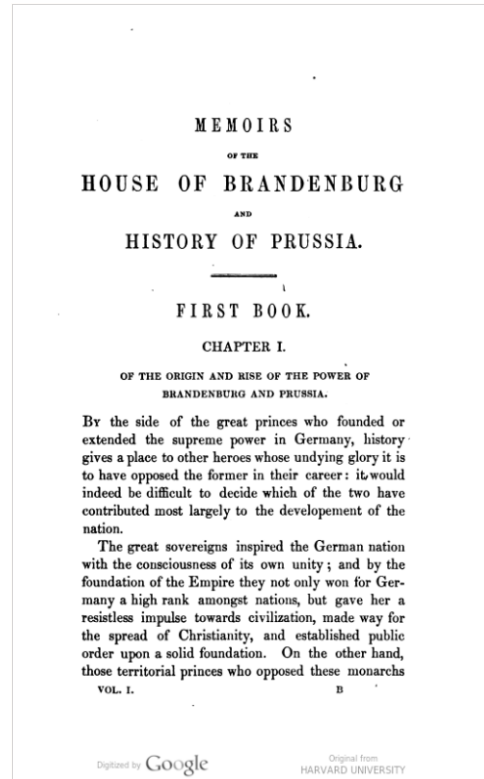 MEMOIRS
OF THE
HOUSE OF BRANDENBURG
AND
HISTORY OF PRUSSIA.
FIRST BOOK.
CHAPTER I.
OF THE ORIGIN AND RISE OF THE POWER OF
BRANDENBURG AND PRUSSIA.
By the side of the great princes who founded or
extended the supreme power in Germany, history
gives a place to other heroes whose undying glory it is
to have opposed the former in their career: it would
indeed be difficult to decide which of the two have
contributed most largely to the developement of the
nation.
The great sovereigns inspired the German nation
with the consciousness of its own unity; and by the
foundation of the Empire they not only won for Ger-
many a high rank amongst nations, but gave her a
resistless impulse towards civilization, made way for
the spread of Christianity, and established public
order upon a solid foundation. On the other hand,
those territorial princes who opposed these monarchs
VOL. I. B
Digitized by Google
Original from
HARVARD UNIVERSITY